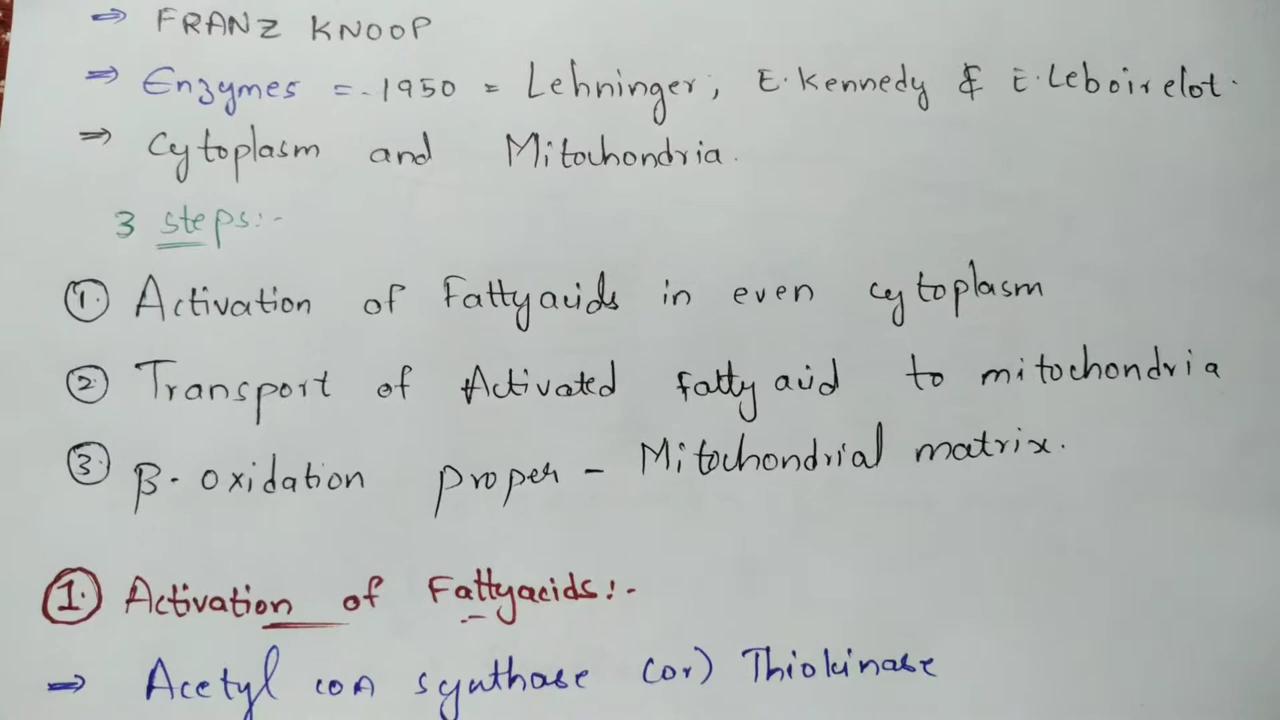 ⇒ FRANZ KNOOP
⇒ Enzymes = 1950 = Lehninger, E. Kennedy & E. Leboirelot.
⇒ Cytoplasm and Mitochondria.
3 steps:-
① Activation of Fattyacids in even cytoplasm
② Transport of Activated fatty acid to mitochondria
③ β-oxidation proper - Mitochondrial matrix.
① Activation of Fattyacids:-
⇒ Acetyl COA synthase (or) Thiokinase